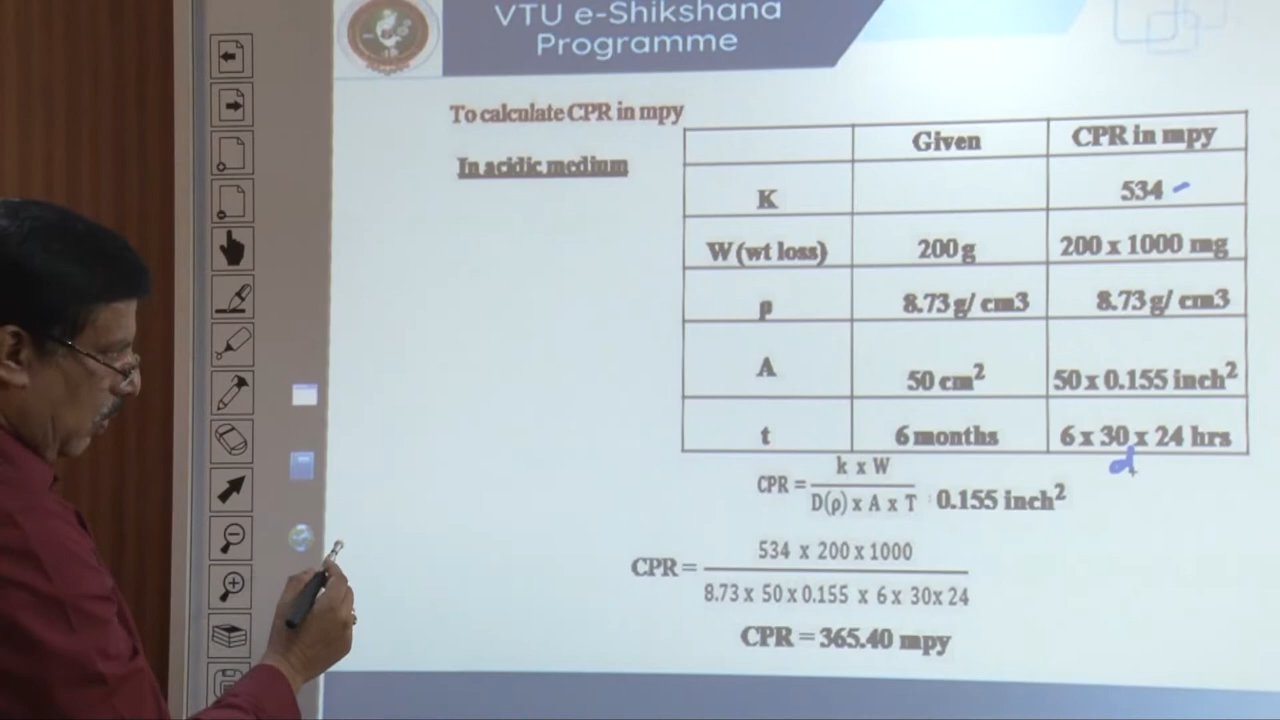 VTU e-Shikshana
Programme
To calculate CPR in mpy
In acidic medium
Given CPR in mpy
K 534
W (wt loss) 200 g 200 x 1000 mg
ρ 8.73 g/ cm3 8.73 g/ cm3
A 50 cm² 50 x 0.155 inch²
t 6 months 6 x 30 x 24 hrs
d
k x W
CPR = 0.155 inch²
D(ρ) x A x T
534 x 200 x 1000
CPR =
8.73 x 50 x 0.155 x 6 x 30x 24
CPR = 365.40 mpy